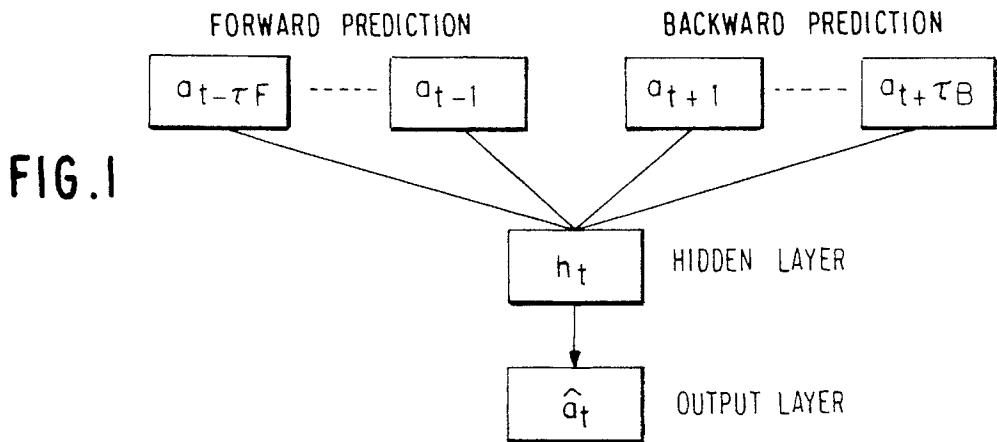 FORWARD PREDICTION BACKWARD PREDICTION
a_{t-τF} ----- a_{t-1} a_{t+1} ----- a_{t+τB}
FIG.1
h_t HIDDEN LAYER
â_t OUTPUT LAYER